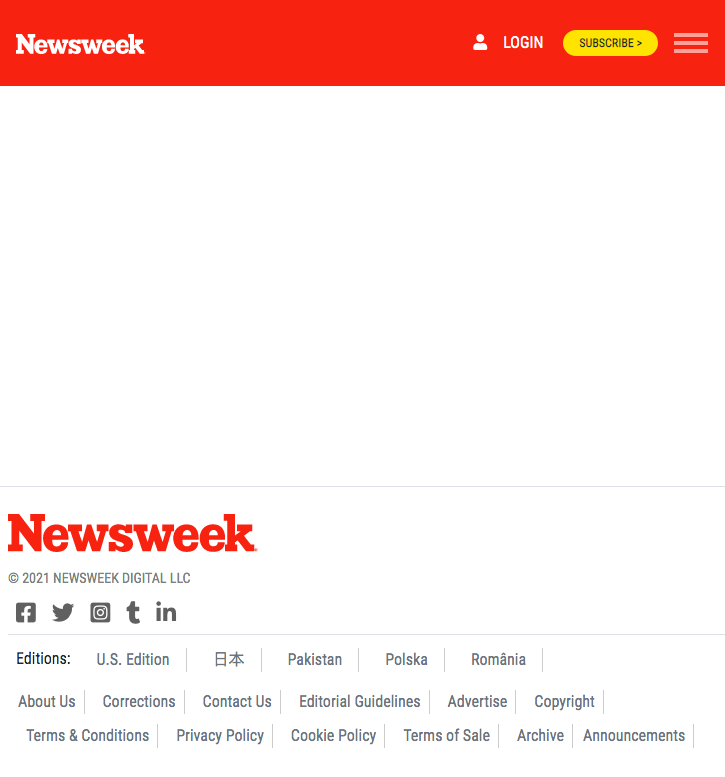 Newsweek LOGIN SUBSCRIBE >
Newsweek
© 2021 NEWSWEEK DIGITAL LLC
Editions: U.S. Edition 日本 Pakistan Polska România
About Us Corrections Contact Us Editorial Guidelines Advertise Copyright
Terms & Conditions Privacy Policy Cookie Policy Terms of Sale Archive Announcements